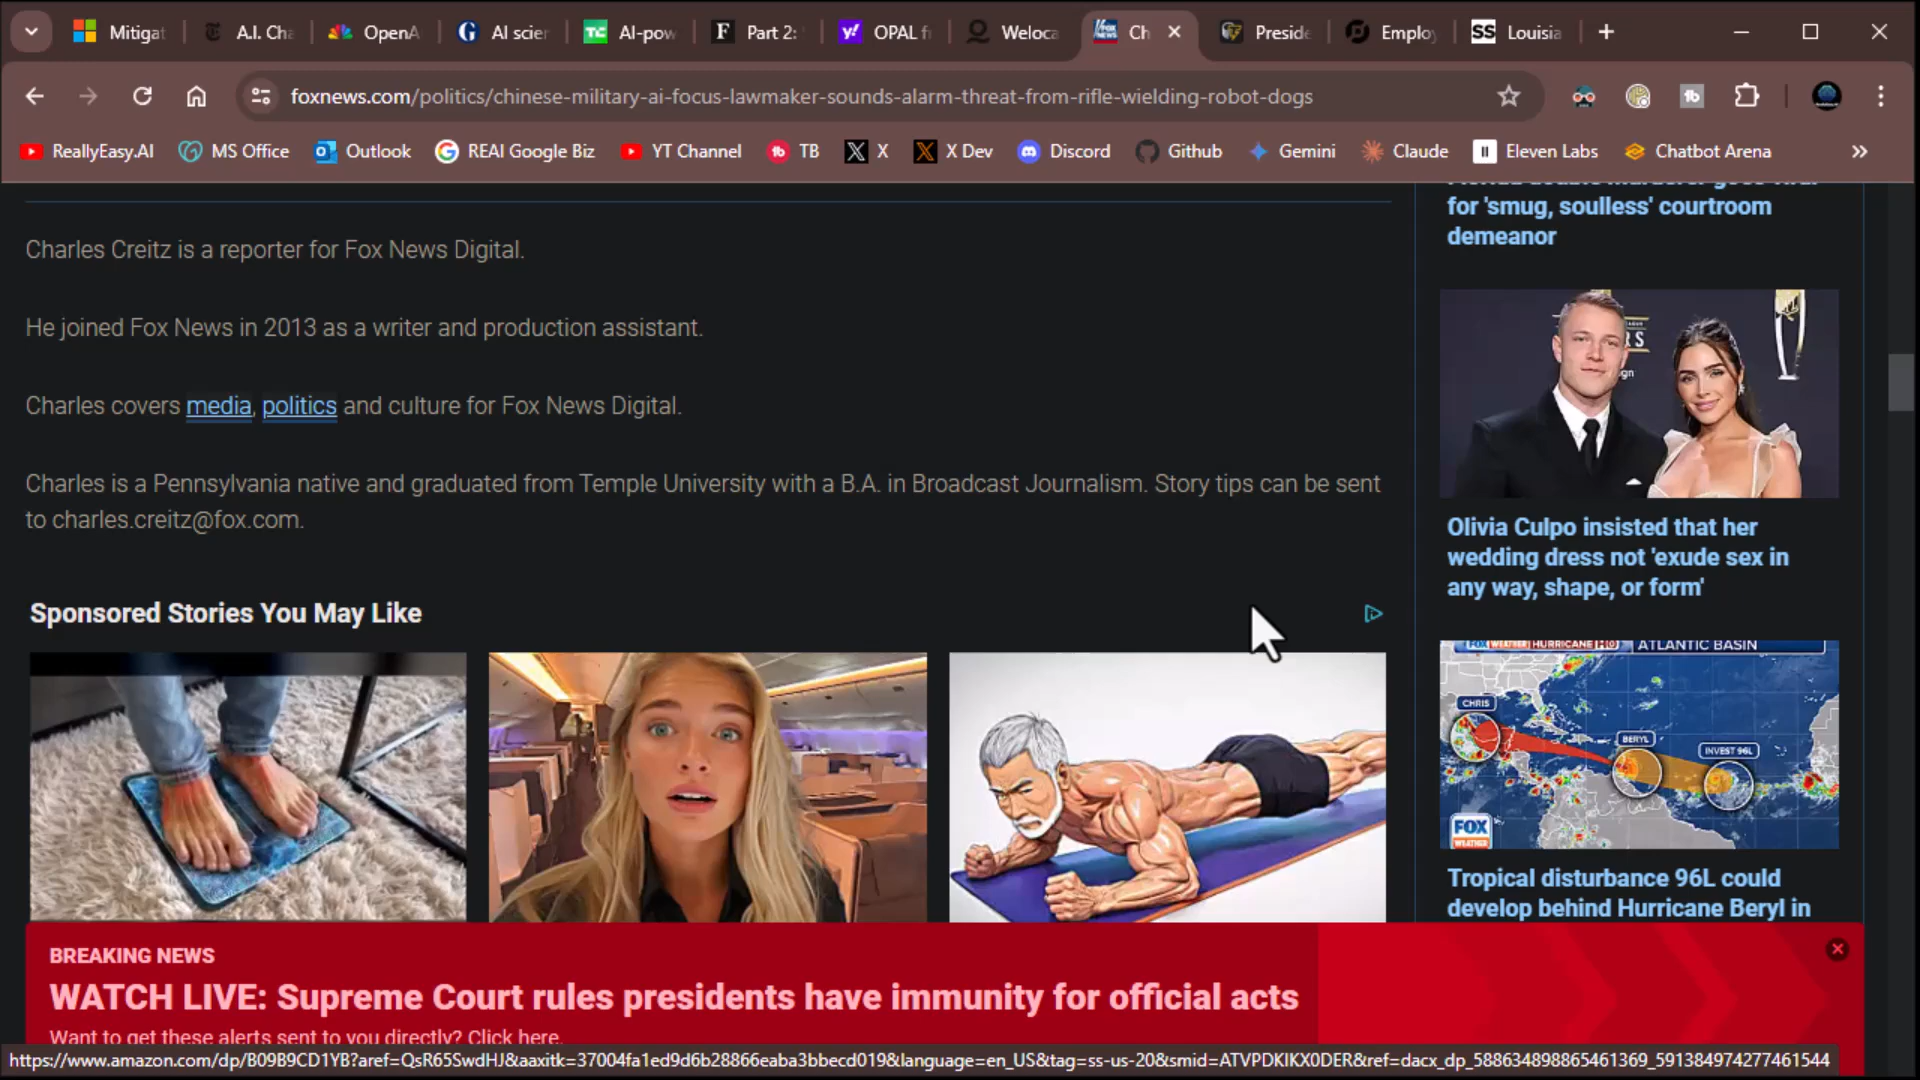 Mitigat
A.I. Cha
OpenA
AI scien
AI-pow
Part 2:
OPAL f
Weloca
Ch
Preside
Employ
Louisia
foxnews.com/politics/chinese-military-ai-focus-lawmaker-sounds-alarm-threat-from-rifle-wielding-robot-dogs
ReallyEasy.AI
MS Office
Outlook
REAI Google Biz
YT Channel
TB
X
X Dev
Discord
Github
Gemini
Claude
Eleven Labs
Chatbot Arena
Charles Creitz is a reporter for Fox News Digital.
He joined Fox News in 2013 as a writer and production assistant.
Charles covers media, politics and culture for Fox News Digital.
Charles is a Pennsylvania native and graduated from Temple University with a B.A. in Broadcast Journalism. Story tips can be sent
to charles.creitz@fox.com.
Sponsored Stories You May Like
for 'smug, soulless' courtroom
demeanor
Olivia Culpo insisted that her
wedding dress not 'exude sex in
any way, shape, or form'
FOX WEATHER HURRICANE HQ
ATLANTIC BASIN
CHRIS
BERYL
INVEST 96L
FOX
WEATHER
Tropical disturbance 96L could
develop behind Hurricane Beryl in
BREAKING NEWS
WATCH LIVE: Supreme Court rules presidents have immunity for official acts
Want to get these alerts sent to you directly? Click here.
https://www.amazon.com/dp/B09B9CD1YB?aref=QsR65SwdHJ&aaxitk=37004fa1ed9d6b28866eaba3bbecd019&language=en_US&tag=ss-us-20&smid=ATVPDKIKX0DER&ref=dacx_dp_588634898865461369_591384974277461544